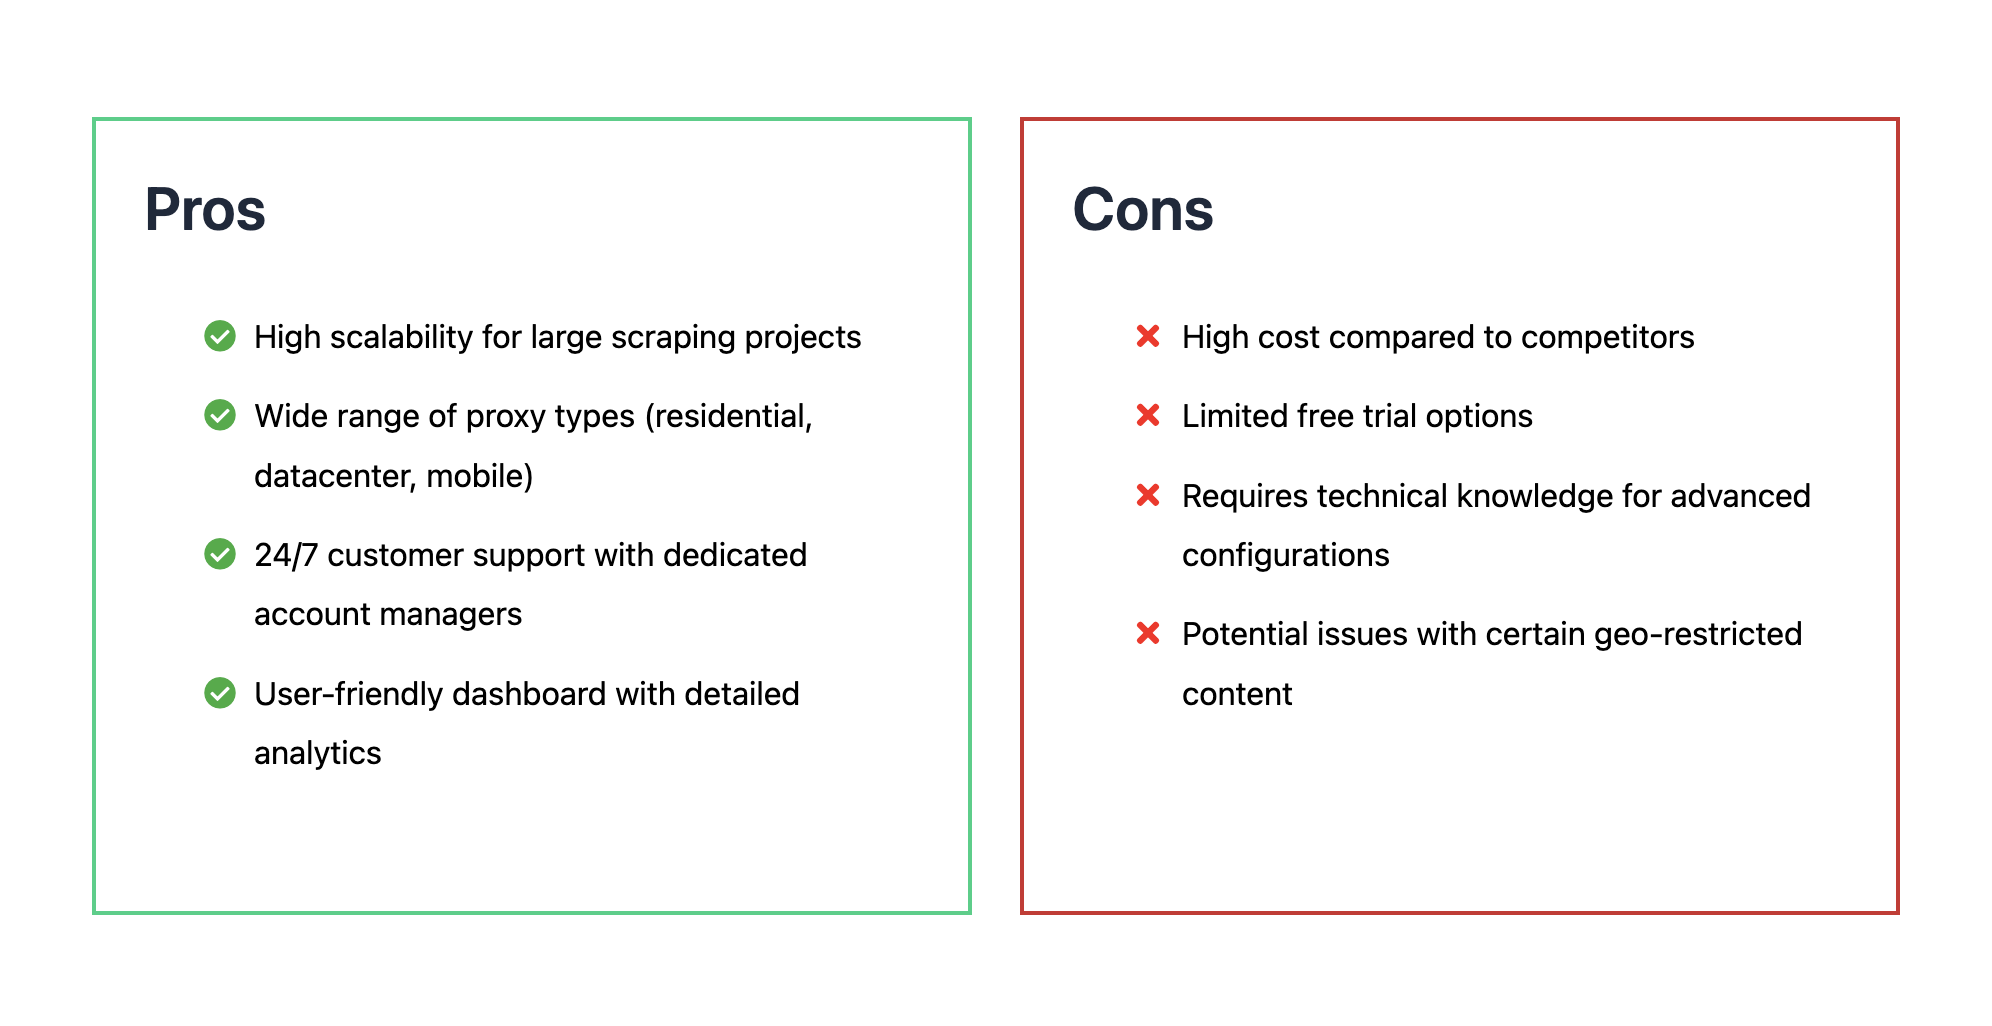 Pros
High scalability for large scraping projects
Wide range of proxy types (residential,
datacenter, mobile)
24/7 customer support with dedicated
account managers
User-friendly dashboard with detailed
analytics
Cons
High cost compared to competitors
Limited free trial options
Requires technical knowledge for advanced
configurations
Potential issues with certain geo-restricted
content